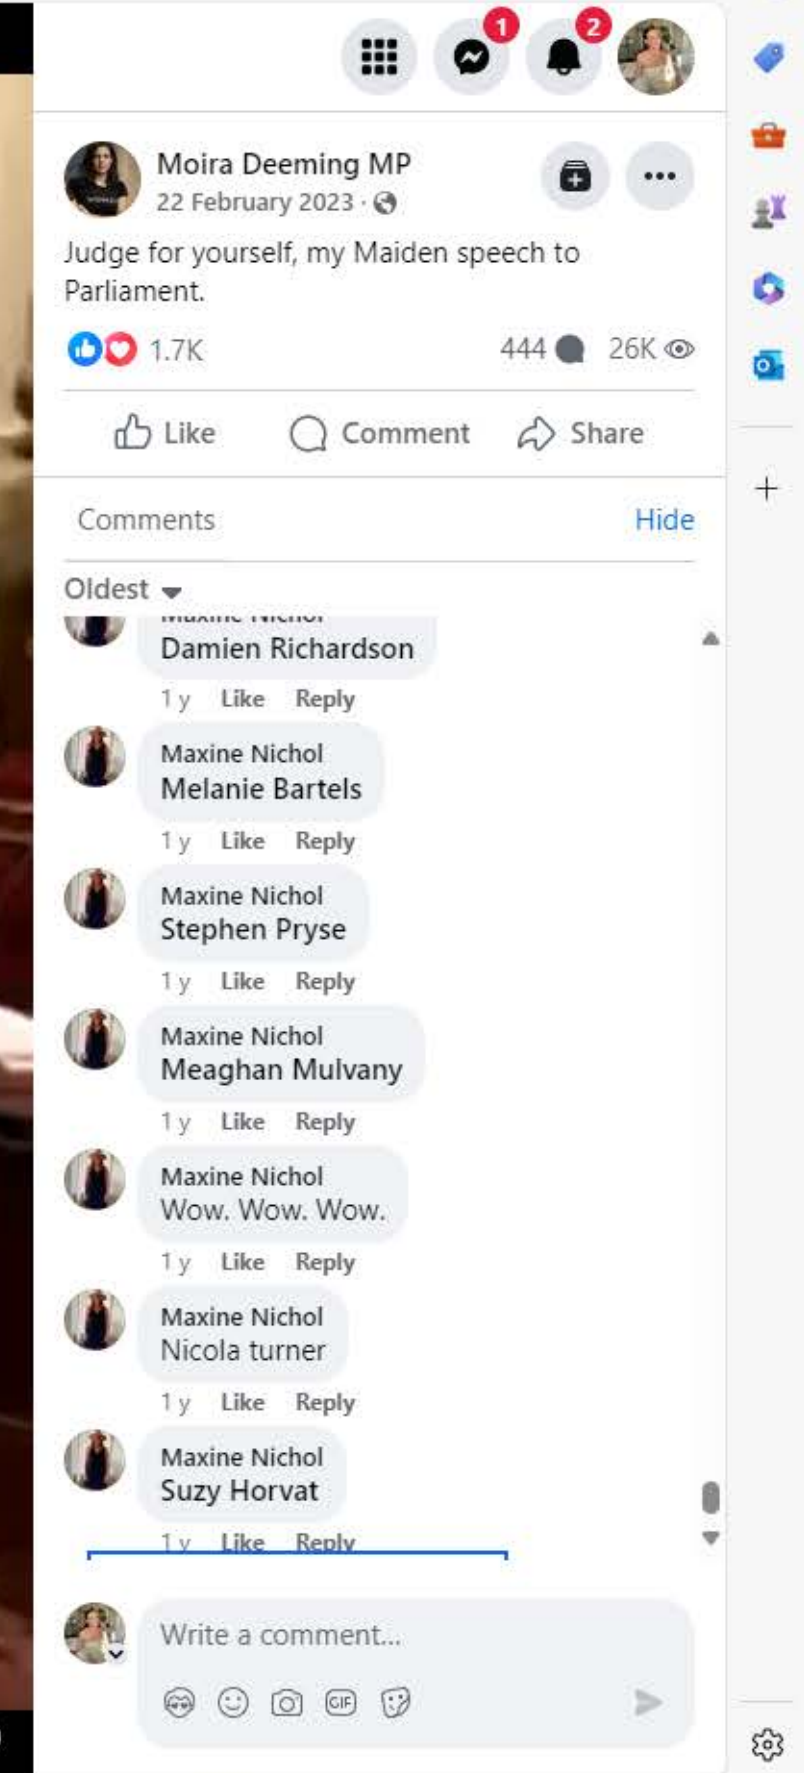 1
2
Moira Deeming MP
22 February 2023 ·
Judge for yourself, my Maiden speech to
Parliament.
1.7K
444
26K
Like
Comment
Share
Comments
Hide
Oldest
Maxine Nichol
Damien Richardson
1 y Like Reply
Maxine Nichol
Melanie Bartels
1 y Like Reply
Maxine Nichol
Stephen Pryse
1 y Like Reply
Maxine Nichol
Meaghan Mulvany
1 y Like Reply
Maxine Nichol
Wow. Wow. Wow.
1 y Like Reply
Maxine Nichol
Nicola turner
1 y Like Reply
Maxine Nichol
Suzy Horvat
1 y Like Reply
Write a comment...
GIF